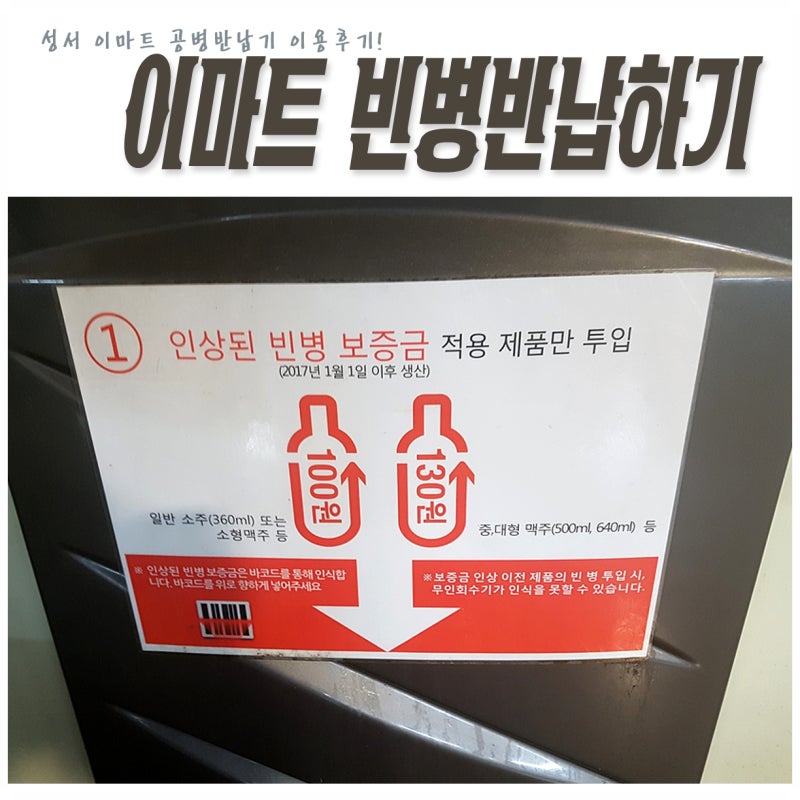 성서 이마트 공병반납기 이용후기!
이마트 빈병반납하기
1 인상된 빈병 보증금 적용 제품만 투입
(2017년 1월 1일 이후 생산)
100원
130원
일반 소주(360ml) 또는
소형맥주 등
중,대형 맥주(500ml, 640ml) 등
※ 인상된 빈병 보증금은 바코드를 통해 인식합
니다. 바코드를 위로 향하게 넣어주세요
※보증금 인상 이전 제품의 빈 병 투입 시,
무인회수기가 인식을 못할 수 있습니다.